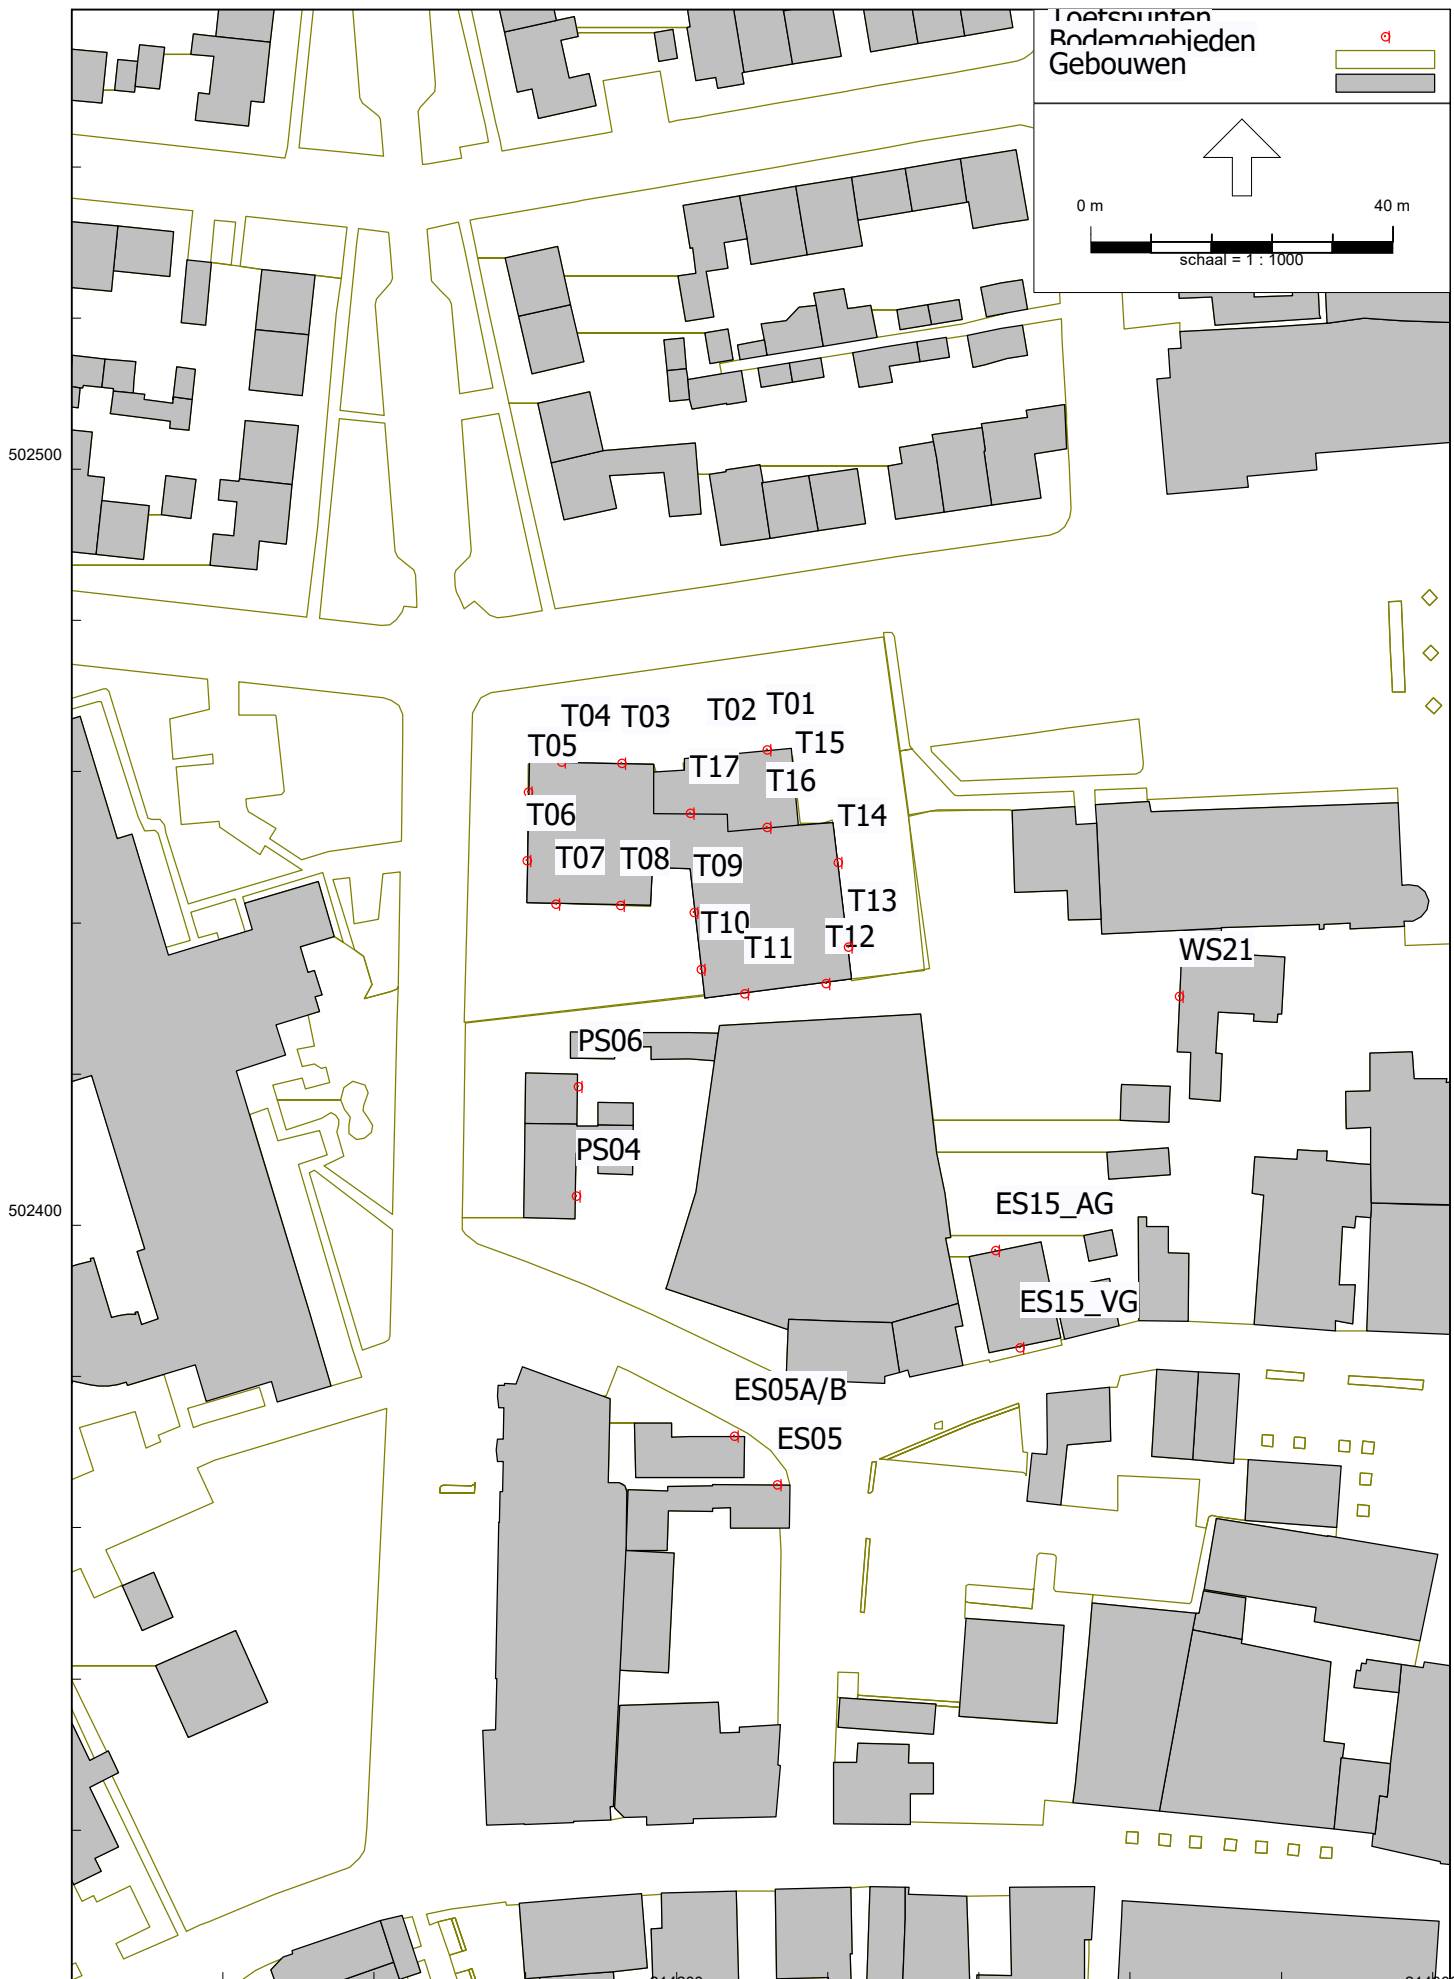 Toetspunten
Bodemgebieden
Gebouwen
0 m 40 m
schaal = 1 : 1000
502500
T04 T03 T02 T01
T05 T15
T17 T16
T06 T14
T07 T08 T09
T13
T10 T11 T12
WS21
PS06
PS04
502400
ES15_AG
ES15_VG
ES05A/B
ES05